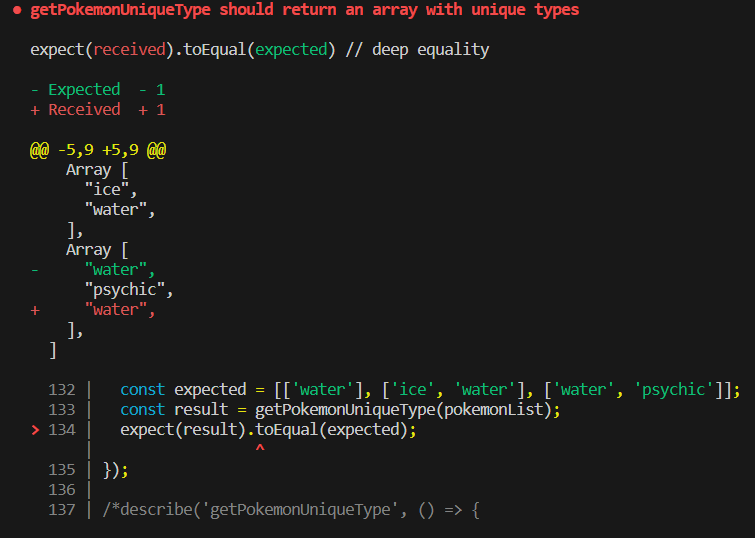 ● getPokemonUniqueType should return an array with unique types
expect(received).toEqual(expected) // deep equality
- Expected  - 1
+ Received  + 1
@@ -5,9 +5,9 @@
    Array [
      "ice",
      "water",
    ],
    Array [
-     "water",
      "psychic",
+     "water",
    ],
  ]
  132 |   const expected = [['water'], ['ice', 'water'], ['water', 'psychic']];
  133 |   const result = getPokemonUniqueType(pokemonList);
> 134 |   expect(result).toEqual(expected);
      |                  ^
  135 | });
  136 |
  137 | /*describe('getPokemonUniqueType', () => {